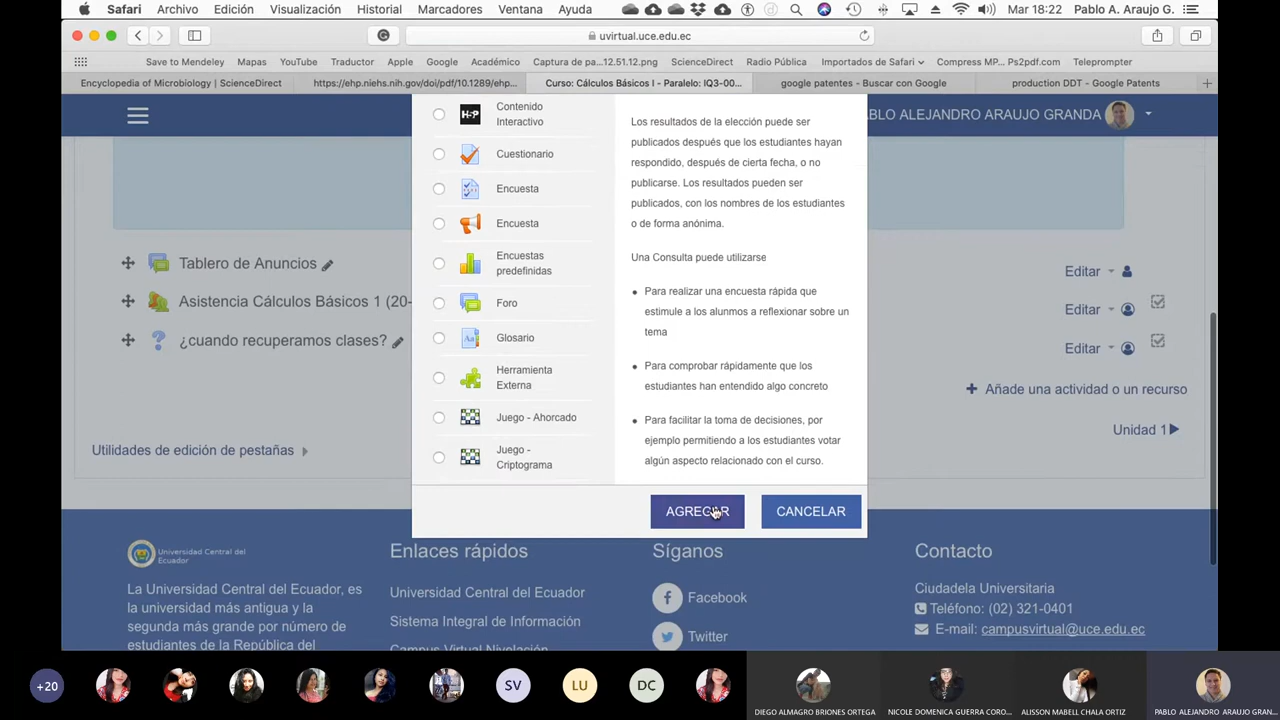 Safari Archivo Edición Visualización Historial Marcadores Ventana Ayuda Mar 18:22 Pablo A. Araujo G.
uvirtual.uce.edu.ec
Save to Mendeley Mapas YouTube Traductor Apple Google Académico Captura de pa...12.51.12.png ScienceDirect Radio Pública Importados de Safari Compress MP... Ps2pdf.com Teleprompter
Encyclopedia of Microbiology | ScienceDirect https://ehp.niehs.nih.gov/doi/pdf/10.1289/ehp... Curso: Cálculos Básicos I - Paralelo: IQ3-00... google patents - Buscar con Google production DDT - Google Patents
PABLO ALEJANDRO ARAUJO GRANDA
H-P Contenido
Interactivo
Cuestionario
Encuesta
Encuesta
Encuestas
predefinidas
Foro
Glosario
Herramienta
Externa
Juego - Ahorcado
Juego -
Criptograma
Los resultados de la elección puede ser
publicados después que los estudiantes hayan
respondido, después de cierta fecha, o no
publicarse. Los resultados pueden ser
publicados, con los nombres de los estudiantes
o de forma anónima.
Una Consulta puede utilizarse
Para realizar una encuesta rápida que
estimule a los alumnos a reflexionar sobre un
tema
Para comprobar rápidamente que los
estudiantes han entendido algo concreto
Para facilitar la toma de decisiones, por
ejemplo permitiendo a los estudiantes votar
algún aspecto relacionado con el curso.
AGREGAR CANCELAR
Tablero de Anuncios Editar
Asistencia Cálculos Básicos 1 (20- Editar
¿cuando recuperamos clases? Editar
Añade una actividad o un recurso
Utilidades de edición de pestañas
Unidad 1
Universidad Central del
Ecuador
La Universidad Central del Ecuador, es
la universidad más antigua y la
segunda más grande por número de
estudiantes de la República del
Enlaces rápidos
Universidad Central del Ecuador
Sistema Integral de Información
Campus Virtual Nivelación
Síganos
Facebook
Twitter
Contacto
Ciudadela Universitaria
Teléfono: (02) 321-0401
E-mail: campusvirtual@uce.edu.ec
+20 SV LU DC
DIEGO ALMAGRO BRIONES ORTEGA NICOLE DOMENICA GUERRA CORO... ALISSON MABELL CHALA ORTIZ PABLO ALEJANDRO ARAUJO GRAN...